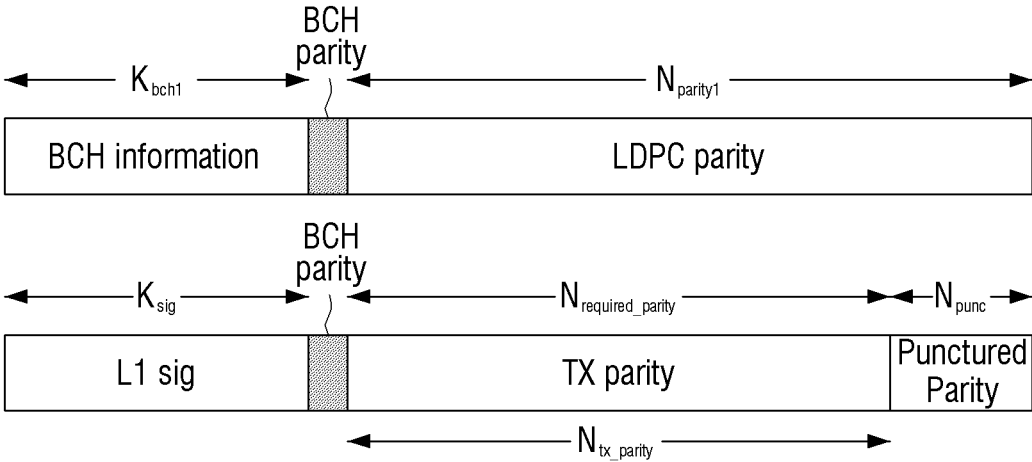 BCH
parity
K_bch1
N_parity1
BCH information
LDPC parity
BCH
parity
K_sig
N_required_parity
N_punc
L1 sig
TX parity
Punctured
Parity
N_tx_parity